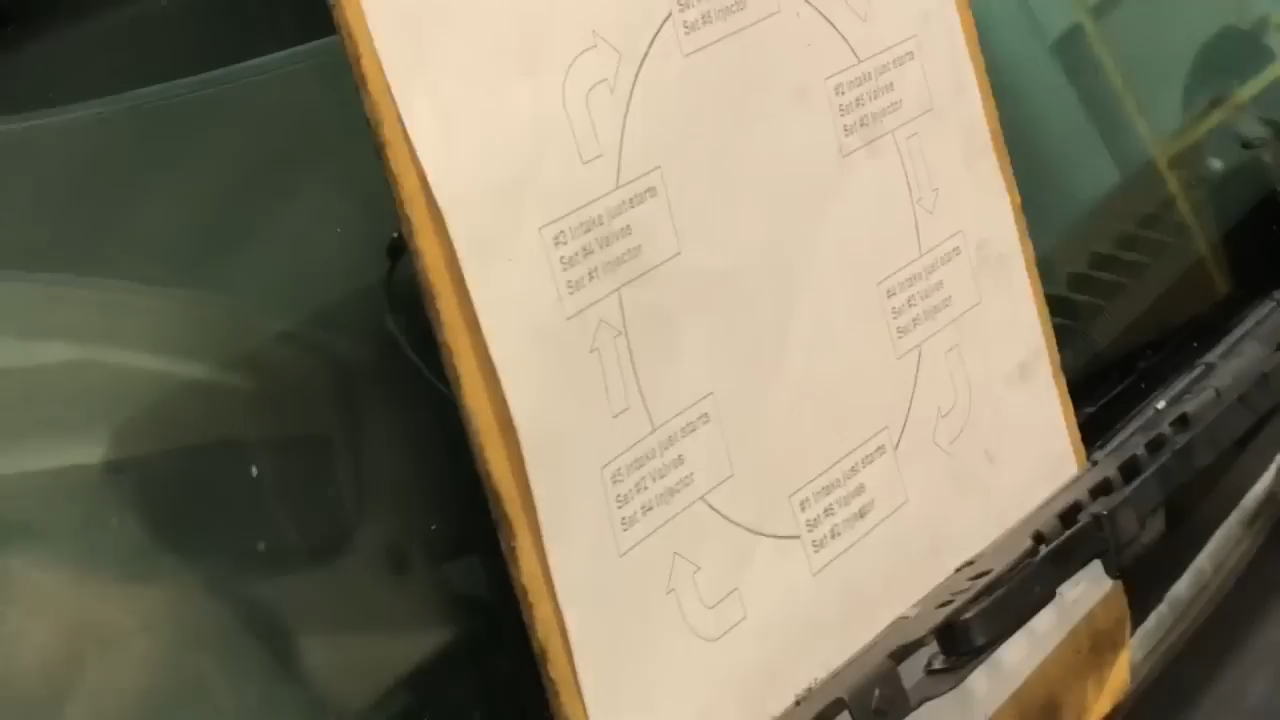 Set #6 Injector
#2 Intake just starts
Set #5 Valves
Set #3 Injector
#4 Intake just starts
Set #3 Valves
Set #5 Injector
#1 Intake just starts
Set #6 Valves
Set #2 Injector
#5 Intake just starts
Set #2 Valves
Set #4 Injector
#3 Intake just starts
Set #4 Valves
Set #1 Injector